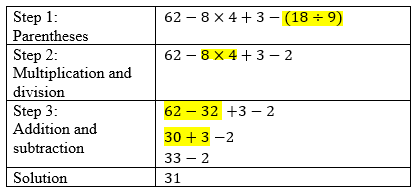 Step 1: 62 − 8 × 4 + 3 − (18 ÷ 9)
Parentheses
Step 2: 62 − 8 × 4 + 3 − 2
Multiplication and
division
Step 3: 62 − 32 +3 − 2
Addition and 30 + 3 −2
subtraction 33 − 2
Solution 31